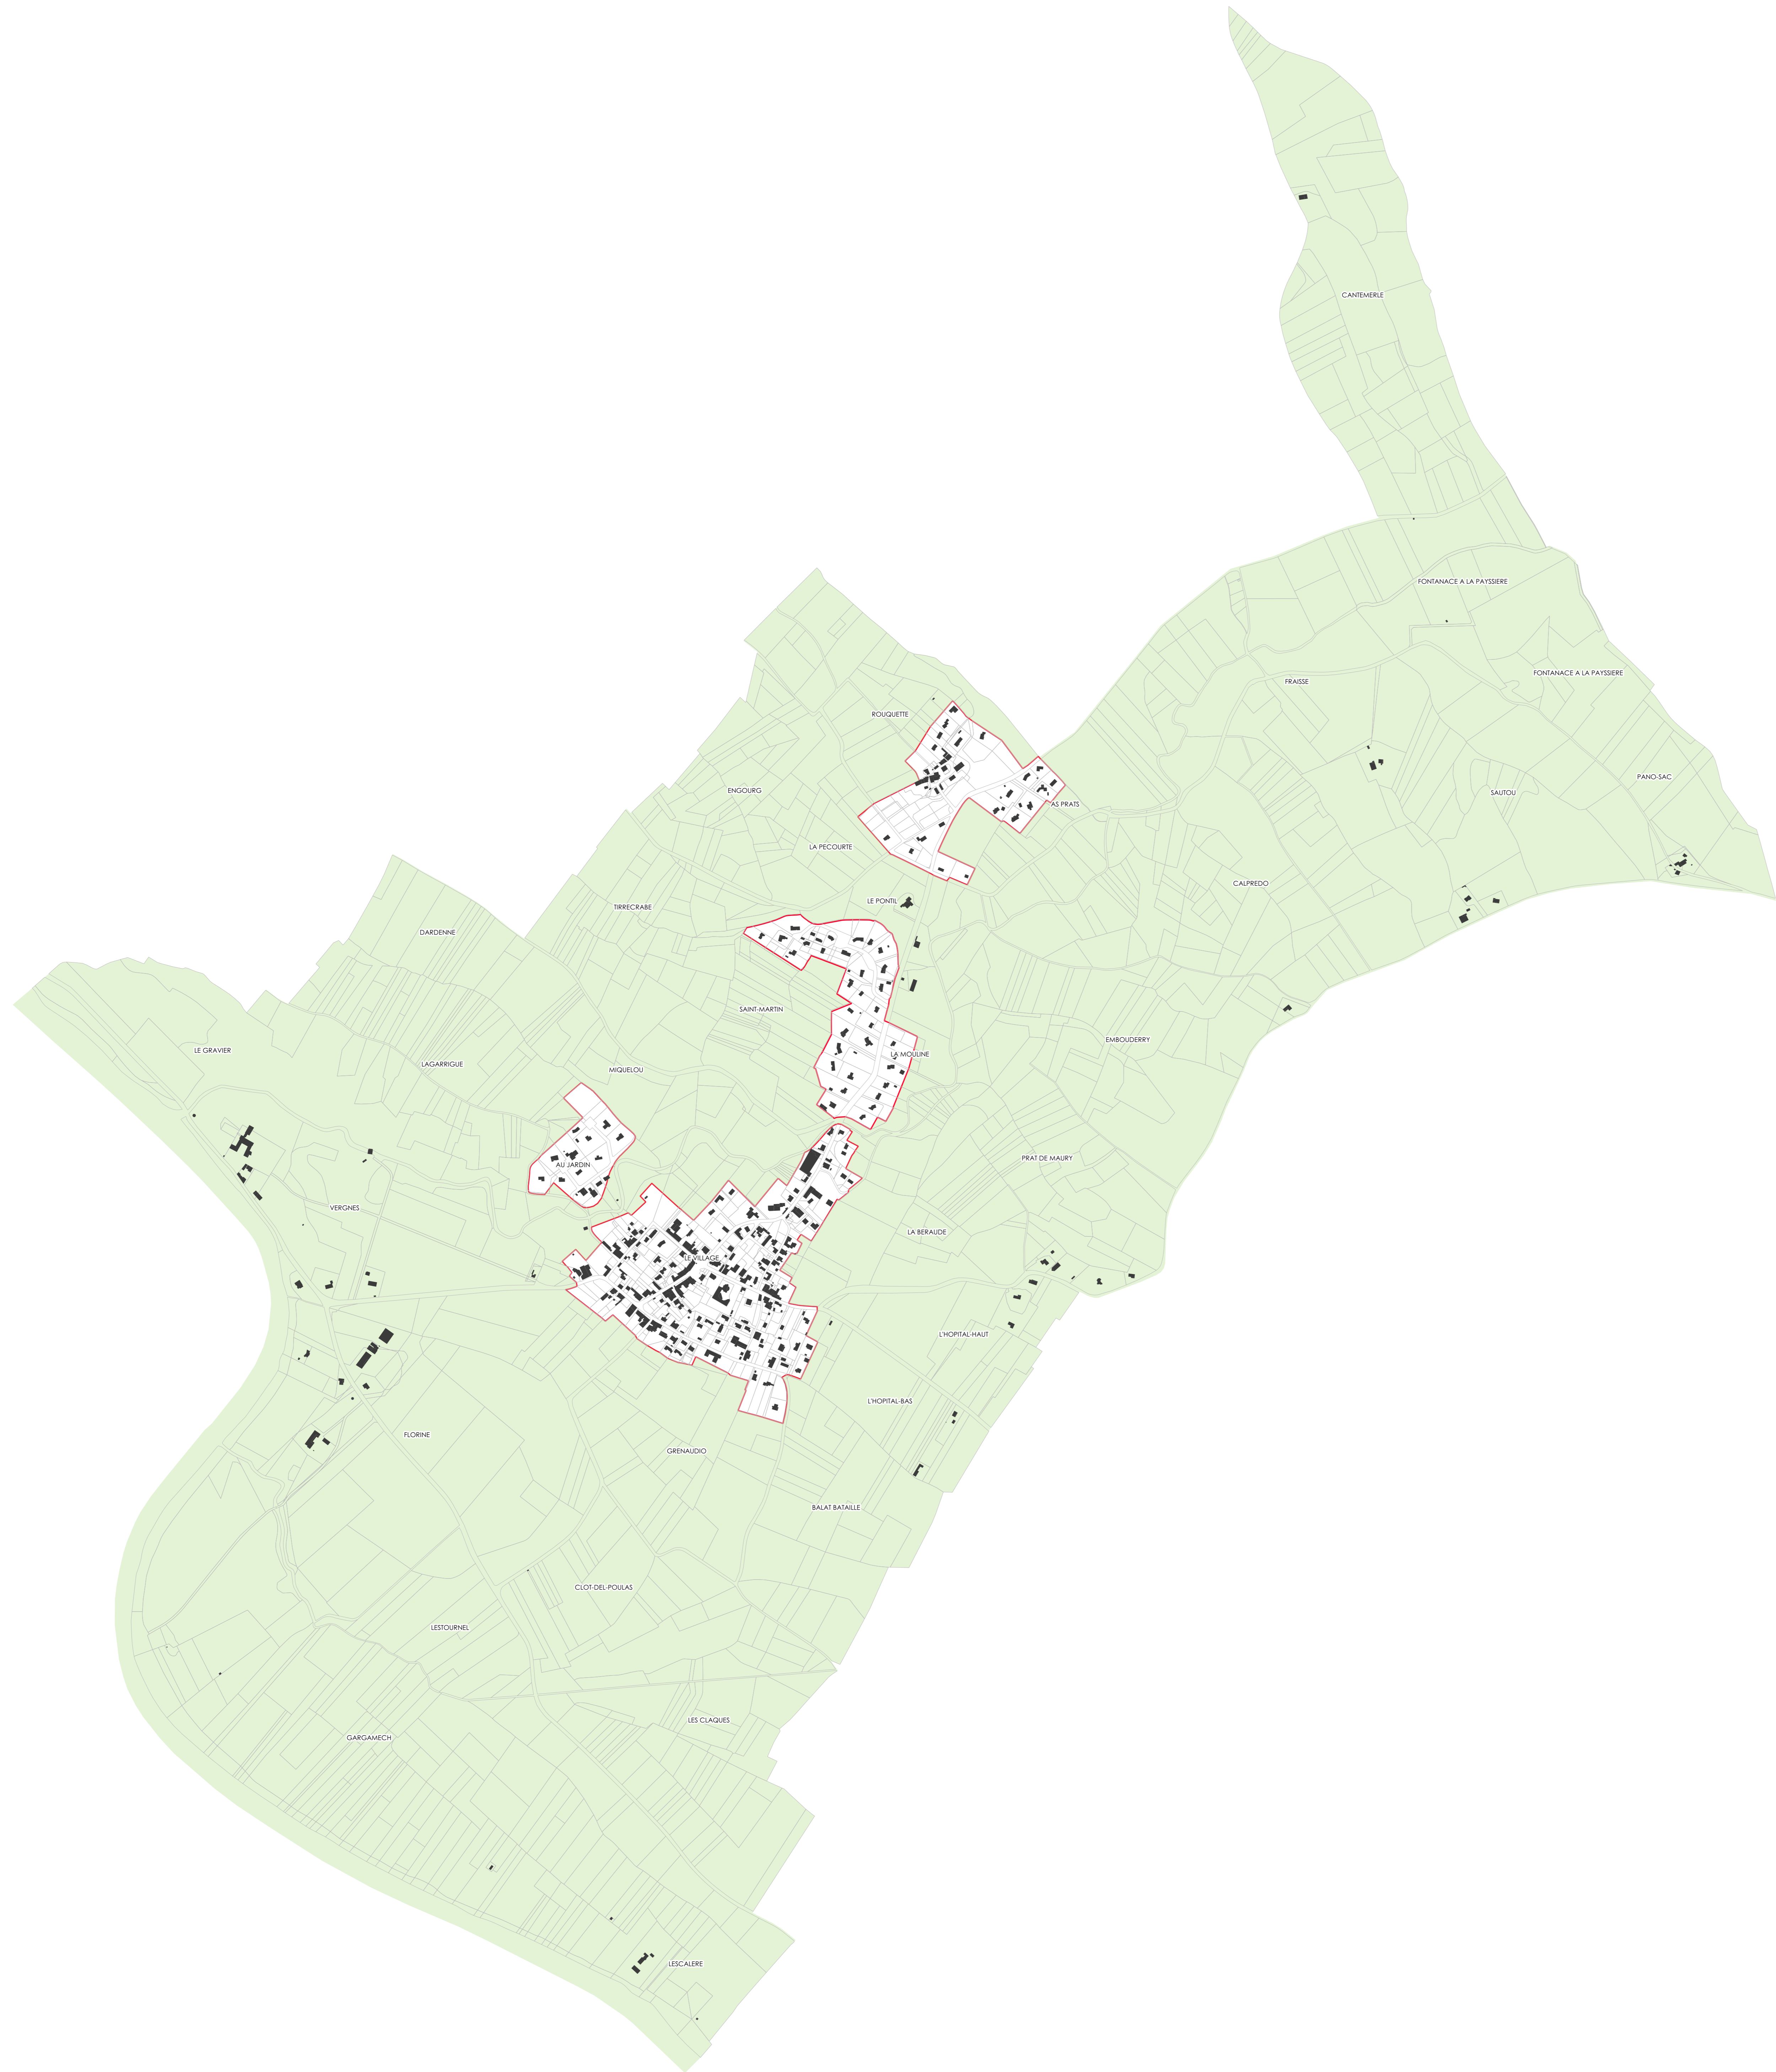 CANTEMERLE
FONTANACE A LA PAYSSIERE
FONTANACE A LA PAYSSIERE
FRAISSE
ROUQUETTE
PANO-SAC
ENGOURG
SAUTOU
AS PRATS
LA PECOURTE
CALPREDO
LE PONTIL
TIRRECRABE
DARDENNE
SAINT-MARTIN
EMBOUDERRY
LE GRAVIER
LA MOULINE
LAGARRIGUE
MIQUELOU
PRAT DE MAURY
AU JARDIN
VERGNES
LA BERAUDE
LE VILLAGE
L'HOPITAL-HAUT
L'HOPITAL-BAS
FLORINE
GRENAUDIO
BALAT BATAILLE
CLOT-DEL-POULAS
LESTOURNEL
LES CLAQUES
GARGAMECH
LESCALERE